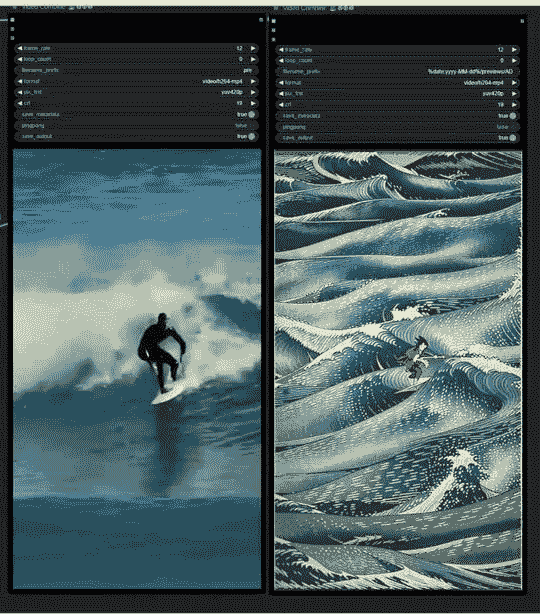 Video Combine
frame_rate 12
loop_count 0
filename_prefix pre
format video/h264-mp4
pix_fmt yuv420p
crf 19
save_metadata true
pingpong false
save_output true
Video Combine
frame_rate 12
loop_count 0
filename_prefix %date:yyyy-MM-dd%/previews/AD
format video/h264-mp4
pix_fmt yuv420p
crf 19
save_metadata true
pingpong false
save_output true